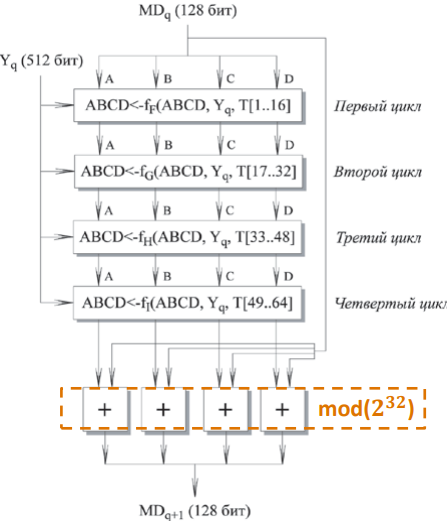 MD_q (128 бит)
Y_q (512 бит)
A B C D
ABCD<-f_F(ABCD, Y_q, T[1..16] Первый цикл
A B C D
ABCD<-f_G(ABCD, Y_q, T[17..32] Второй цикл
A B C D
ABCD<-f_H(ABCD, Y_q, T[33..48] Третий цикл
A B C D
ABCD<-f_I(ABCD, Y_q, T[49..64] Четвертый цикл
+ + + + mod(2^32)
MD_q+1 (128 бит)